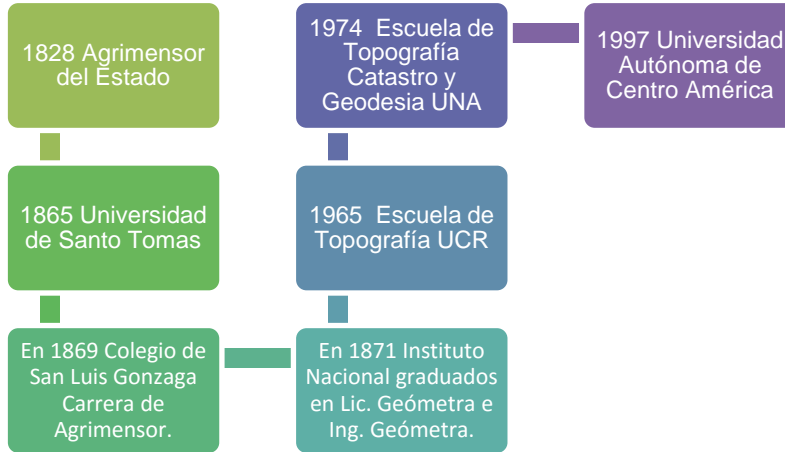 1828 Agrimensor
del Estado
1865 Universidad
de Santo Tomas
En 1869 Colegio de
San Luis Gonzaga
Carrera de
Agrimensor.
En 1871 Instituto
Nacional graduados
en Lic. Geómetra e
Ing. Geómetra.
1965 Escuela de
Topografía UCR
1974 Escuela de
Topografía
Catastro y
Geodesia UNA
1997 Universidad
Autónoma de
Centro América